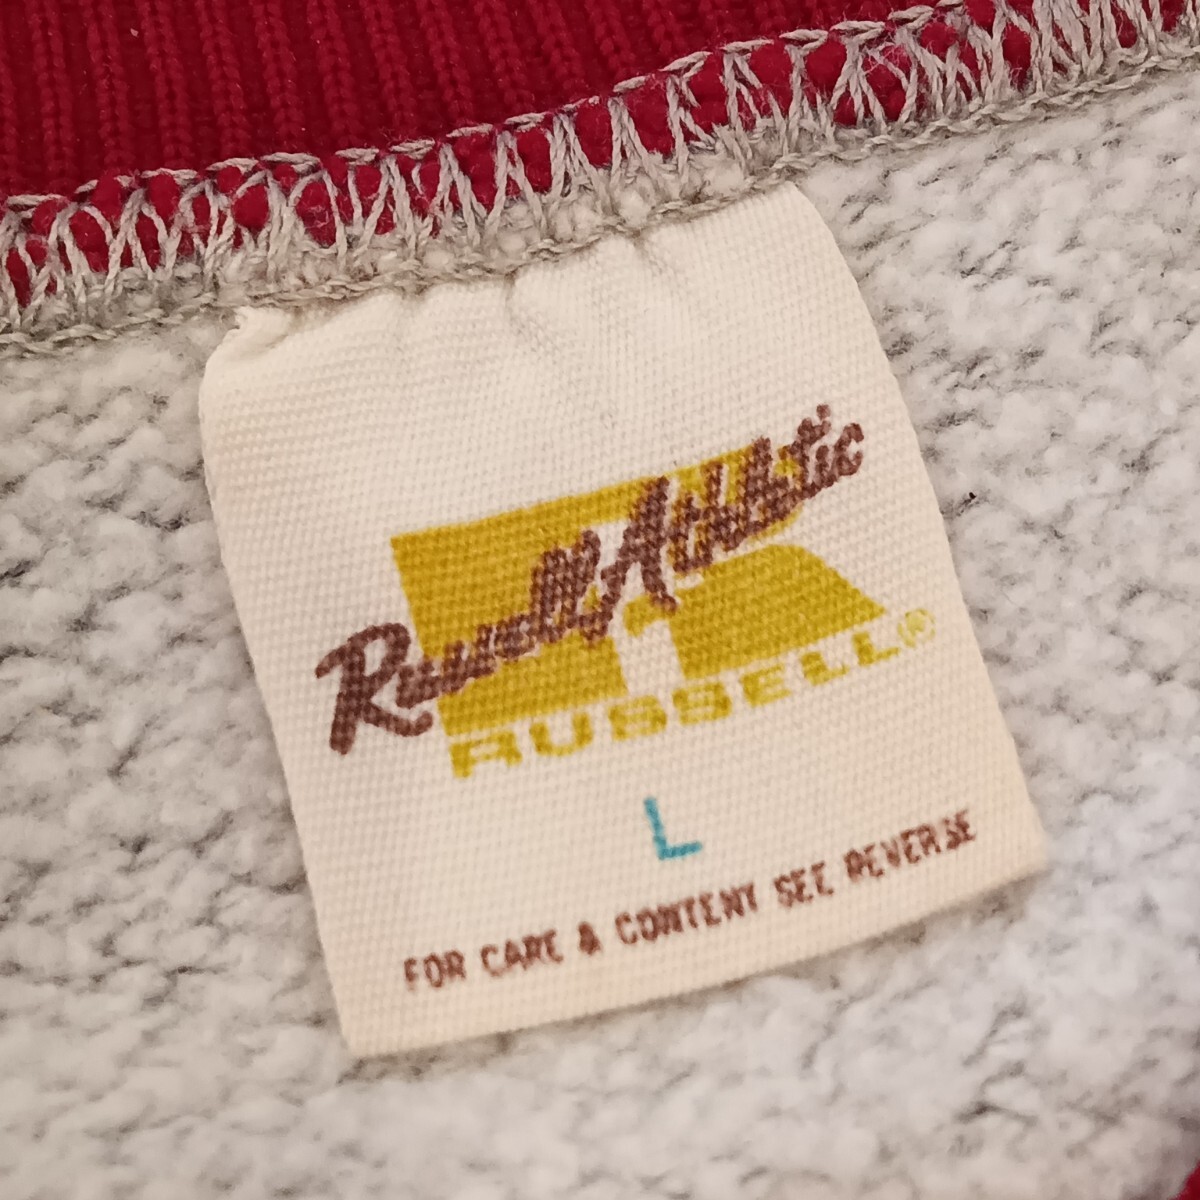 Russell Athletic
RUSSELL®
L
FOR CARE & CONTENT SEE REVERSE